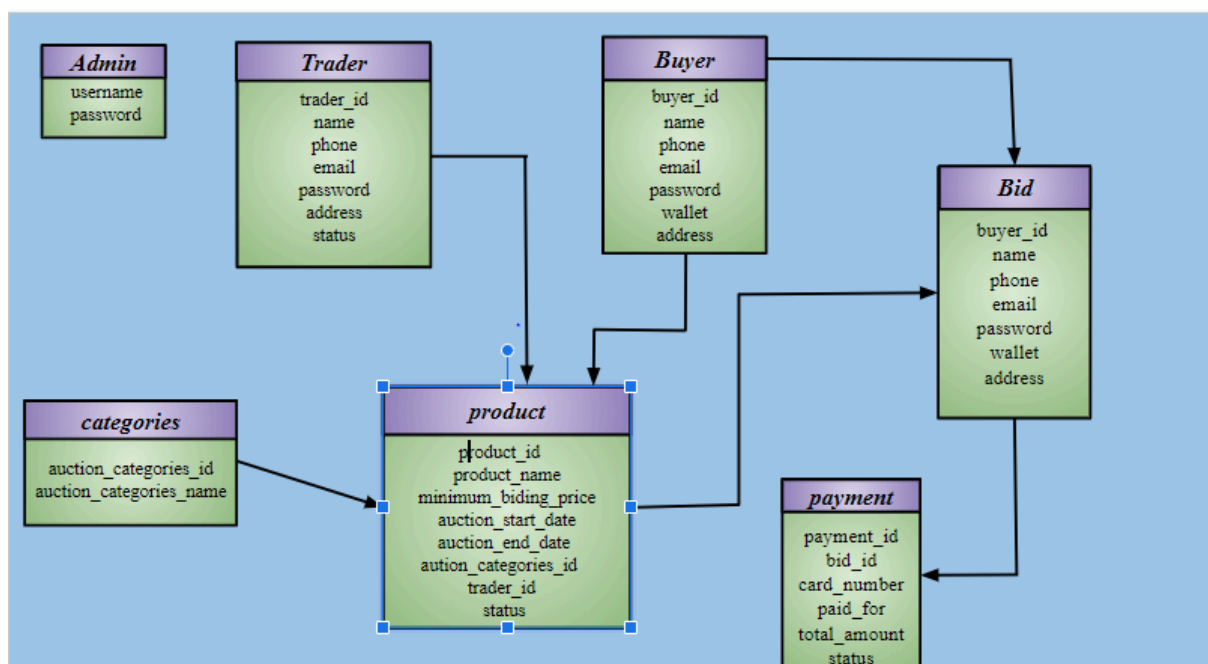 Admin
username
password
Trader
trader_id
name
phone
email
password
address
status
Buyer
buyer_id
name
phone
email
password
wallet
address
Bid
buyer_id
name
phone
email
password
wallet
address
categories
auction_categories_id
auction_categories_name
product
product_id
product_name
minimum_biding_price
auction_start_date
auction_end_date
aution_categories_id
trader_id
status
payment
payment_id
bid_id
card_number
paid_for
total_amount
status